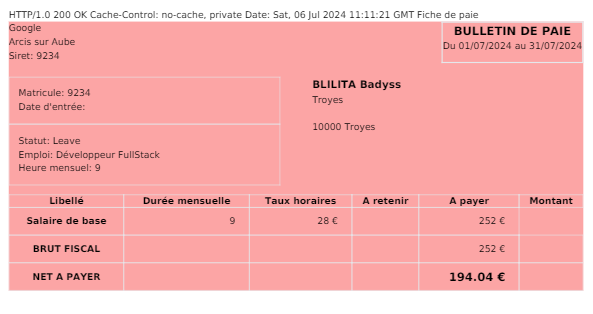 HTTP/1.0 200 OK Cache-Control: no-cache, private Date: Sat, 06 Jul 2024 11:11:21 GMT Fiche de paie
Google
Arcis sur Aube
Siret: 9234
BULLETIN DE PAIE
Du 01/07/2024 au 31/07/2024
Matricule: 9234
Date d'entrée:
Statut: Leave
Emploi: Développeur FullStack
Heure mensuel: 9
BLILITA Badyss
Troyes
10000 Troyes
Libellé Durée mensuelle Taux horaires A retenir A payer Montant
Salaire de base 9 28 € 252 €
BRUT FISCAL 252 €
NET A PAYER 194.04 €